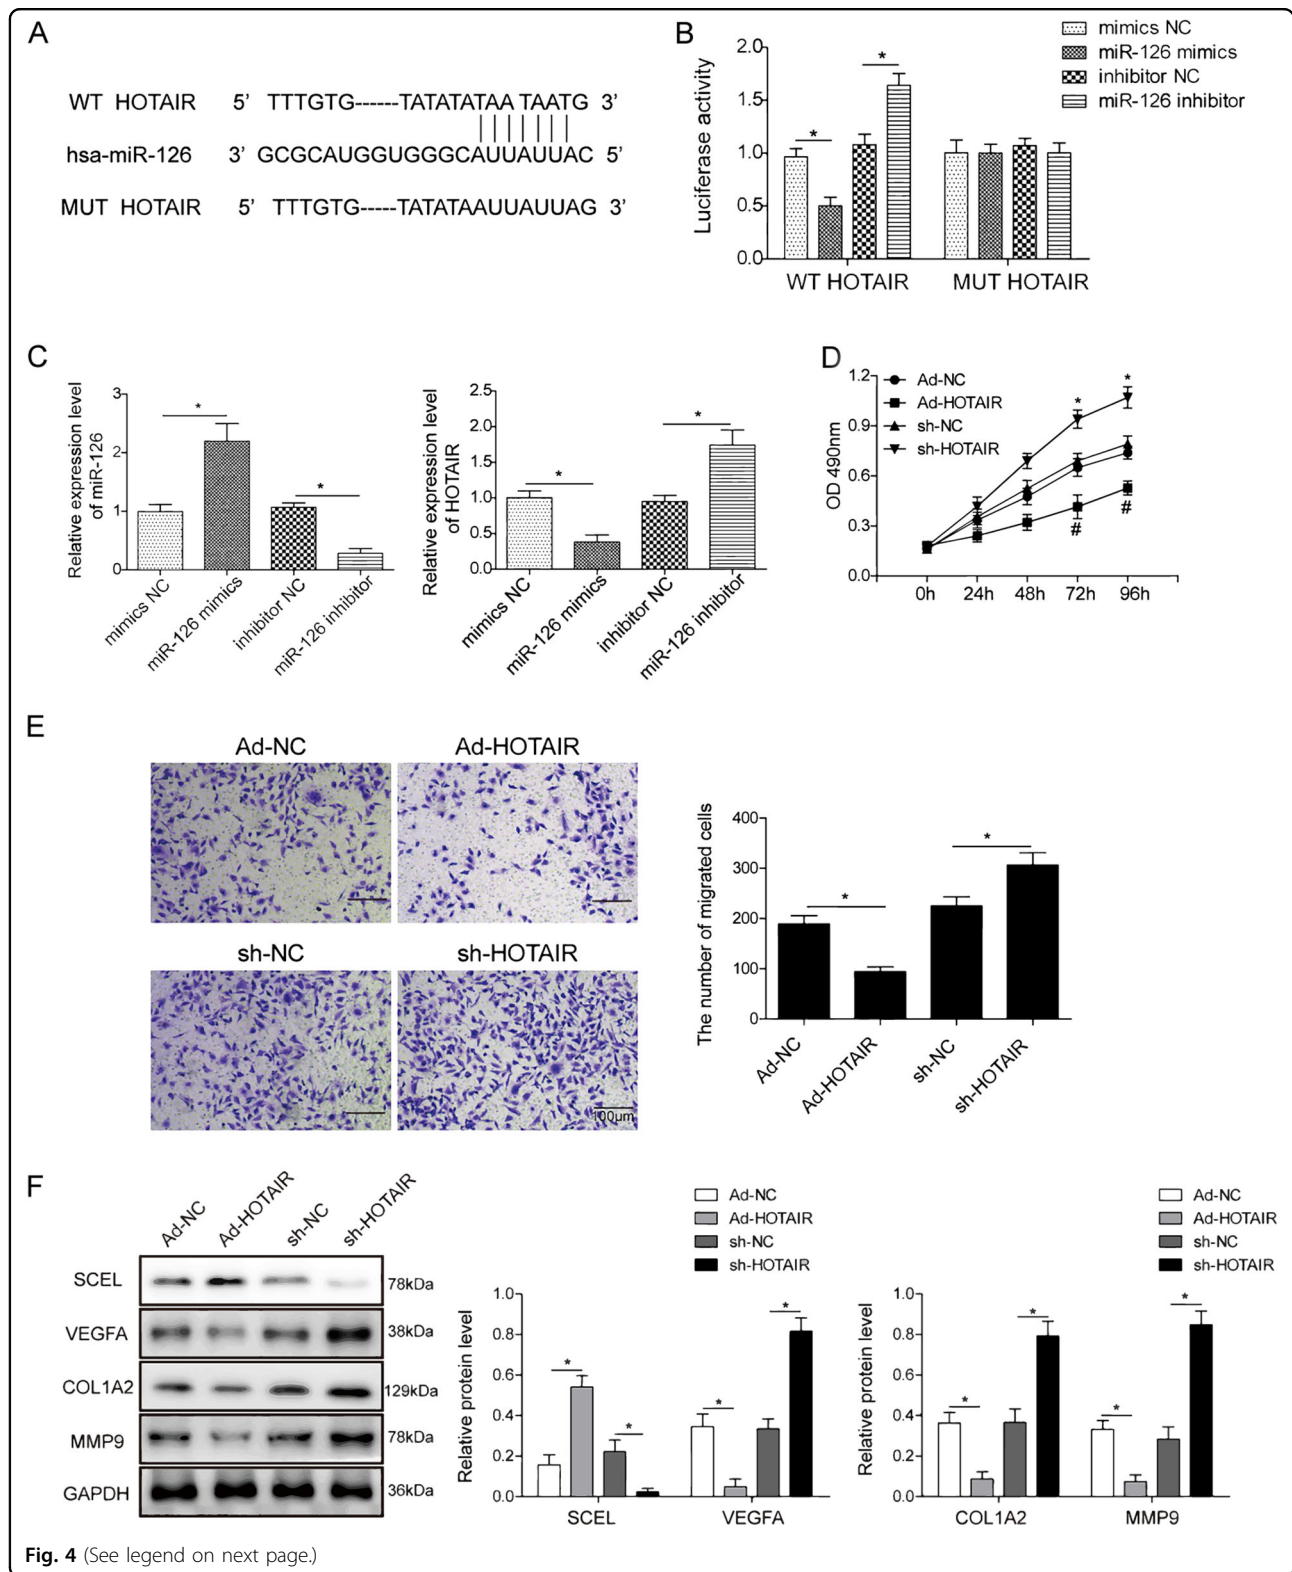 A
WT HOTAIR 5’ TTTGTG------TATATATAA TAATG 3’
hsa-miR-126 3’ GCGCAUGGUGGGCAUUAUUAC 5’
MUT HOTAIR 5’ TTTGTG-----TATATAAUUAUUAG 3’
B
mimics NC
miR-126 mimics
inhibitor NC
miR-126 inhibitor
Luciferase activity
2.0
1.5
1.0
0.5
0.0
*
*
WT HOTAIR
MUT HOTAIR
C
Relative expression level
of miR-126
3
2
1
0
*
*
mimics NC
miR-126 mimics
inhibitor NC
miR-126 inhibitor
Relative expression level
of HOTAIR
2.5
2.0
1.5
1.0
0.5
0.0
*
*
mimics NC
miR-126 mimics
inhibitor NC
miR-126 inhibitor
D
Ad-NC
Ad-HOTAIR
sh-NC
sh-HOTAIR
OD 490nm
1.2
0.9
0.6
0.3
0.0
*
*
#
#
0h 24h 48h 72h 96h
E
Ad-NC
Ad-HOTAIR
sh-NC
sh-HOTAIR
100μm
The number of migrated cells
400
300
200
100
0
*
*
Ad-NC
Ad-HOTAIR
sh-NC
sh-HOTAIR
F
Ad-NC
Ad-HOTAIR
sh-NC
sh-HOTAIR
SCEL 78kDa
VEGFA 38kDa
COL1A2 129kDa
MMP9 78kDa
GAPDH 36kDa
Ad-NC
Ad-HOTAIR
sh-NC
sh-HOTAIR
Relative protein level
1.0
0.8
0.6
0.4
0.2
0.0
*
*
*
*
SCEL
VEGFA
Ad-NC
Ad-HOTAIR
sh-NC
sh-HOTAIR
Relative protein level
1.0
0.8
0.6
0.4
0.2
0.0
*
*
*
*
COL1A2
MMP9
Fig. 4 (See legend on next page.)